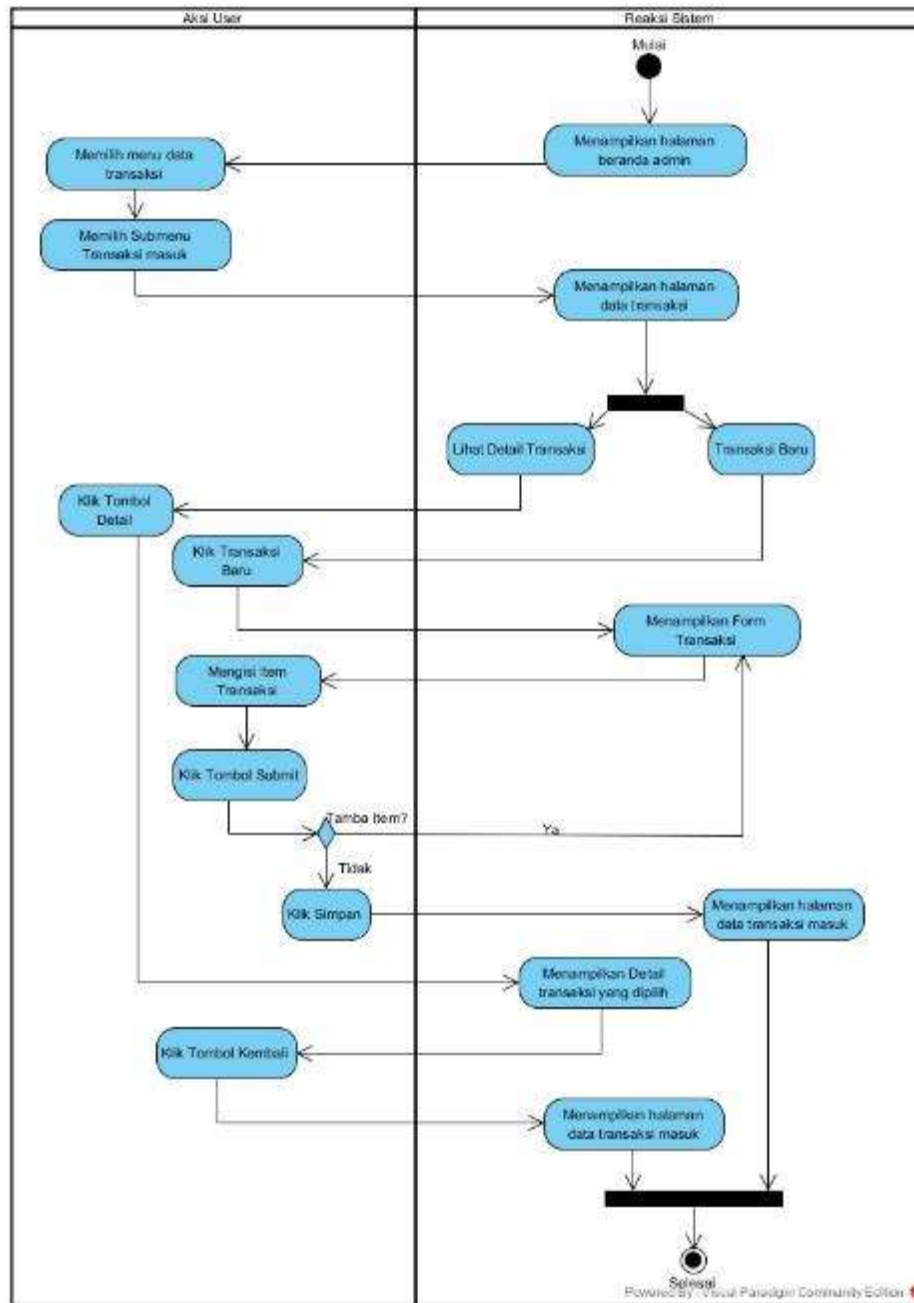 Aksi User
Reaksi Sistem
Mulai
Menampilkan halaman
beranda admin
Memilih menu data
transaksi
Memilih Submenu
Transaksi masuk
Menampilkan halaman
data transaksi
Lihat Detail Transaksi
Transaksi Baru
Klik Tombol
Detail
Klik Transaksi
Baru
Menampilkan Form
Transaksi
Mengisi Item
Transaksi
Klik Tombol Submit
Tamba Item?
Ya
Tidak
Klik Simpan
Menampilkan halaman
data transaksi masuk
Menampilkan Detail
transaksi yang dipilih
Klik Tombol Kembali
Menampilkan halaman
data transaksi masuk
Selesai
Powered By Visual Paradigm Community Edition